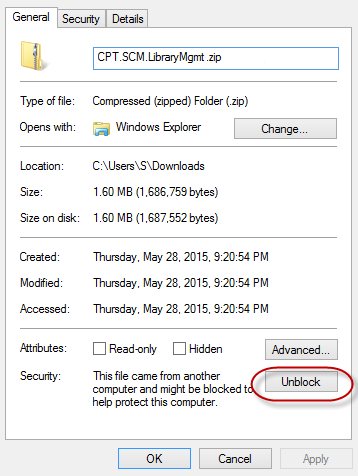 General Security Details
CPT.SCM.LibraryMgmt .zip
Type of file: Compressed (zipped) Folder (.zip)
Opens with: Windows Explorer Change...
Location: C:\Users\S\Downloads
Size: 1.60 MB (1,686,759 bytes)
Size on disk: 1.60 MB (1,687,552 bytes)
Created: Thursday, May 28, 2015, 9:20:54 PM
Modified: Thursday, May 28, 2015, 9:20:54 PM
Accessed: Thursday, May 28, 2015, 9:20:54 PM
Attributes: Read-only Hidden Advanced...
Security: This file came from another
computer and might be blocked to
help protect this computer.
Unblock
OK Cancel Apply